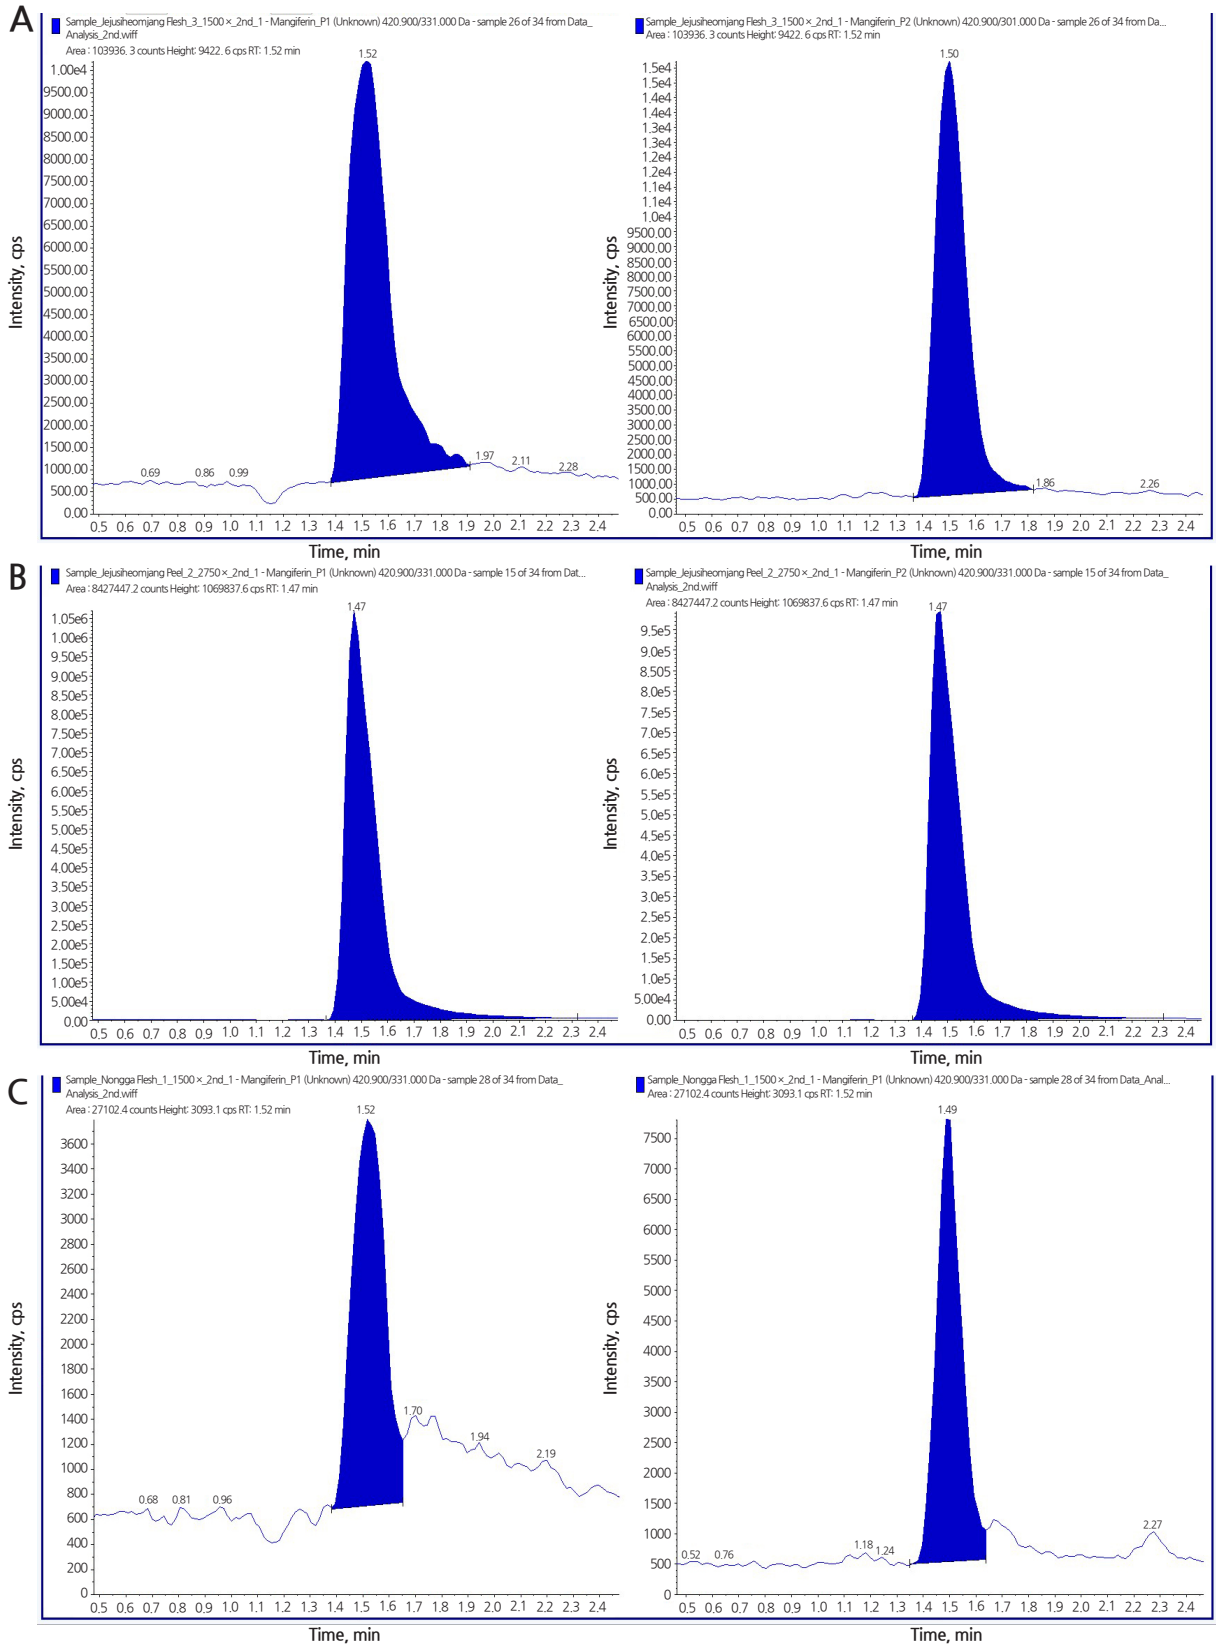 A
Sample_Jejusiheomjang Flesh_3_1500 ×_2nd_1 - Mangiferin_P1 (Unknown) 420.900/331.000 Da - sample 26 of 34 from Data_
Analysis_2nd.wiff
Area : 103936. 3 counts Height: 9422. 6 cps RT: 1.52 min
1.52
1.00e4
9500.00
9000.00
8500.00
8000.00
7500.00
7000.00
6500.00
6000.00
5500.00
5000.00
4500.00
4000.00
3500.00
3000.00
2500.00
2000.00
1500.00
1000.00
500.00
0.00
0.69 0.86 0.99 1.97 2.11 2.28
0.5 0.6 0.7 0.8 0.9 1.0 1.1 1.2 1.3 1.4 1.5 1.6 1.7 1.8 1.9 2.0 2.1 2.2 2.3 2.4
Intensity, cps
Time, min
Sample_Jejusiheomjang Flesh_3_1500 ×_2nd_1 - Mangiferin_P2 (Unknown) 420.900/301.000 Da - sample 26 of 34 from Da...
Area : 103936. 3 counts Height: 9422. 6 cps RT: 1.52 min
1.50
1.5e4
1.5e4
1.4e4
1.4e4
1.3e4
1.3e4
1.2e4
1.2e4
1.1e4
1.1e4
1.0e4
9500.00
9000.00
8500.00
8000.00
7500.00
7000.00
6500.00
6000.00
5500.00
5000.00
4500.00
4000.00
3500.00
3000.00
2500.00
2000.00
1500.00
1000.00
500.00
0.00
1.86 2.26
0.5 0.6 0.7 0.8 0.9 1.0 1.1 1.2 1.3 1.4 1.5 1.6 1.7 1.8 1.9 2.0 2.1 2.2 2.3 2.4
Intensity, cps
Time, min
B
Sample_Jejusiheomjang Peel_2_2750 ×_2nd_1 - Mangiferin_P1 (Unknown) 420.900/331.000 Da - sample 15 of 34 from Dat...
Area : 8427447.2 counts Height: 1069837.6 cps RT: 1.47 min
1.47
1.05e6
1.00e6
9.50e5
9.00e5
8.50e5
8.00e5
7.50e5
7.00e5
6.50e5
6.00e5
5.50e5
5.00e5
4.50e5
4.00e5
3.50e5
3.00e5
2.50e5
2.00e5
1.50e5
1.00e5
5.00e4
0.00
0.5 0.6 0.7 0.8 0.9 1.0 1.1 1.2 1.3 1.4 1.5 1.6 1.7 1.8 1.9 2.0 2.1 2.2 2.3 2.4
Intensity, cps
Time, min
Sample_Jejusiheomjang Peel_2_2750 ×_2nd_1 - Mangiferin_P2 (Unknown) 420.900/331.000 Da - sample 15 of 34 from Data_
Analysis_2nd.wiff
Area : 8427447.2 counts Height: 1069837.6 cps RT: 1.47 min
1.47
9.5e5
9.0e5
8.505
8.0e5
7.5e5
7.0e5
6.5e5
6.0e5
5.5e5
5.0e5
4.5e5
4.0e5
3.5e5
3.0e5
2.5e5
2.0e5
1.5e5
1.0e5
5.00e4
0.00
0.5 0.6 0.7 0.8 0.9 1.0 1.1 1.2 1.3 1.4 1.5 1.6 1.7 1.8 1.9 2.0 2.1 2.2 2.3 2.4
Intensity, cps
Time, min
C
Sample_Nongga Flesh_1_1500 ×_2nd_1 - Mangiferin_P1 (Unknown) 420.900/331.000 Da - sample 28 of 34 from Data_
Analysis_2nd.wiff
Area : 27102.4 counts Height: 3093.1 cps RT: 1.52 min
1.52
3600
3400
3200
3000
2800
2600
2400
2200
2000
1800
1600
1400
1200
1000
800
600
400
200
0
0.68 0.81 0.96 1.70 1.94 2.19
0.5 0.6 0.7 0.8 0.9 1.0 1.1 1.2 1.3 1.4 1.5 1.6 1.7 1.8 1.9 2.0 2.1 2.2 2.3 2.4
Intensity, cps
Time, min
Sample_Nongga Flesh_1_1500 ×_2nd_1 - Mangiferin_P1 (Unknown) 420.900/331.000 Da - sample 28 of 34 from Data_Anal...
Area : 27102.4 counts Height: 3093.1 cps RT: 1.52 min
1.49
7500
7000
6500
6000
7500
5000
4500
4000
3500
3000
2500
2000
1500
1000
500
0
0.52 0.76 1.18 1.24 2.27
0.5 0.6 0.7 0.8 0.9 1.0 1.1 1.2 1.3 1.4 1.5 1.6 1.7 1.8 1.9 2.0 2.1 2.2 2.3 2.4
Intensity, cps
Time, min